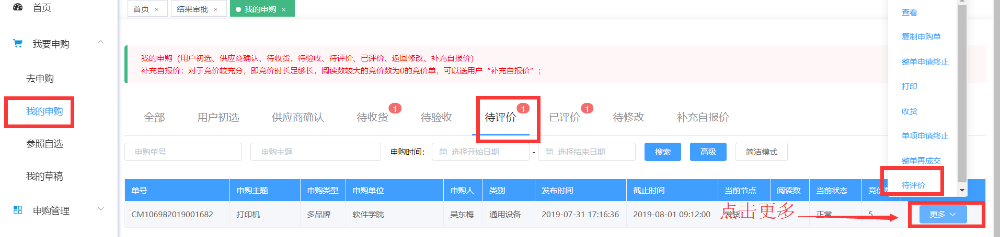 首页
我要申购
去申购
我的申购
参照自选
我的草稿
申购管理
首页 × 结果审批 × 我的申购 ×
我的申购（用户初选、供应商确认、待收货、待验收、待评价、已评价、返回修改、补充自报价）
补充自报价：对于竞价较充分，即竞价时长足够长，阅读数较大的竞价数为0的竞价单，可以送用户“补充自报价”；
全部 用户初选 供应商确认 待收货 1 待验收 待评价 1 已评价 1 待修改 补充自报价
申购单号 申购主题 申购时间： 选择开始日期 - 选择结束日期 搜索 高级 简洁模式
单号 申购主题 申购类型 申购单位 申购人 类别 发布时间 截止时间 当前节点 阅读数 当前状态 竞价
CM106982019001682 打印机 多品牌 软件学院 吴东梅 通用设备 2019-07-31 17:16:36 2019-08-01 09:12:00 发货 7 正常 5 更多
点击更多
查看
复制申购单
整单申请终止
打印
收货
单项申请终止
整单再成交
待评价